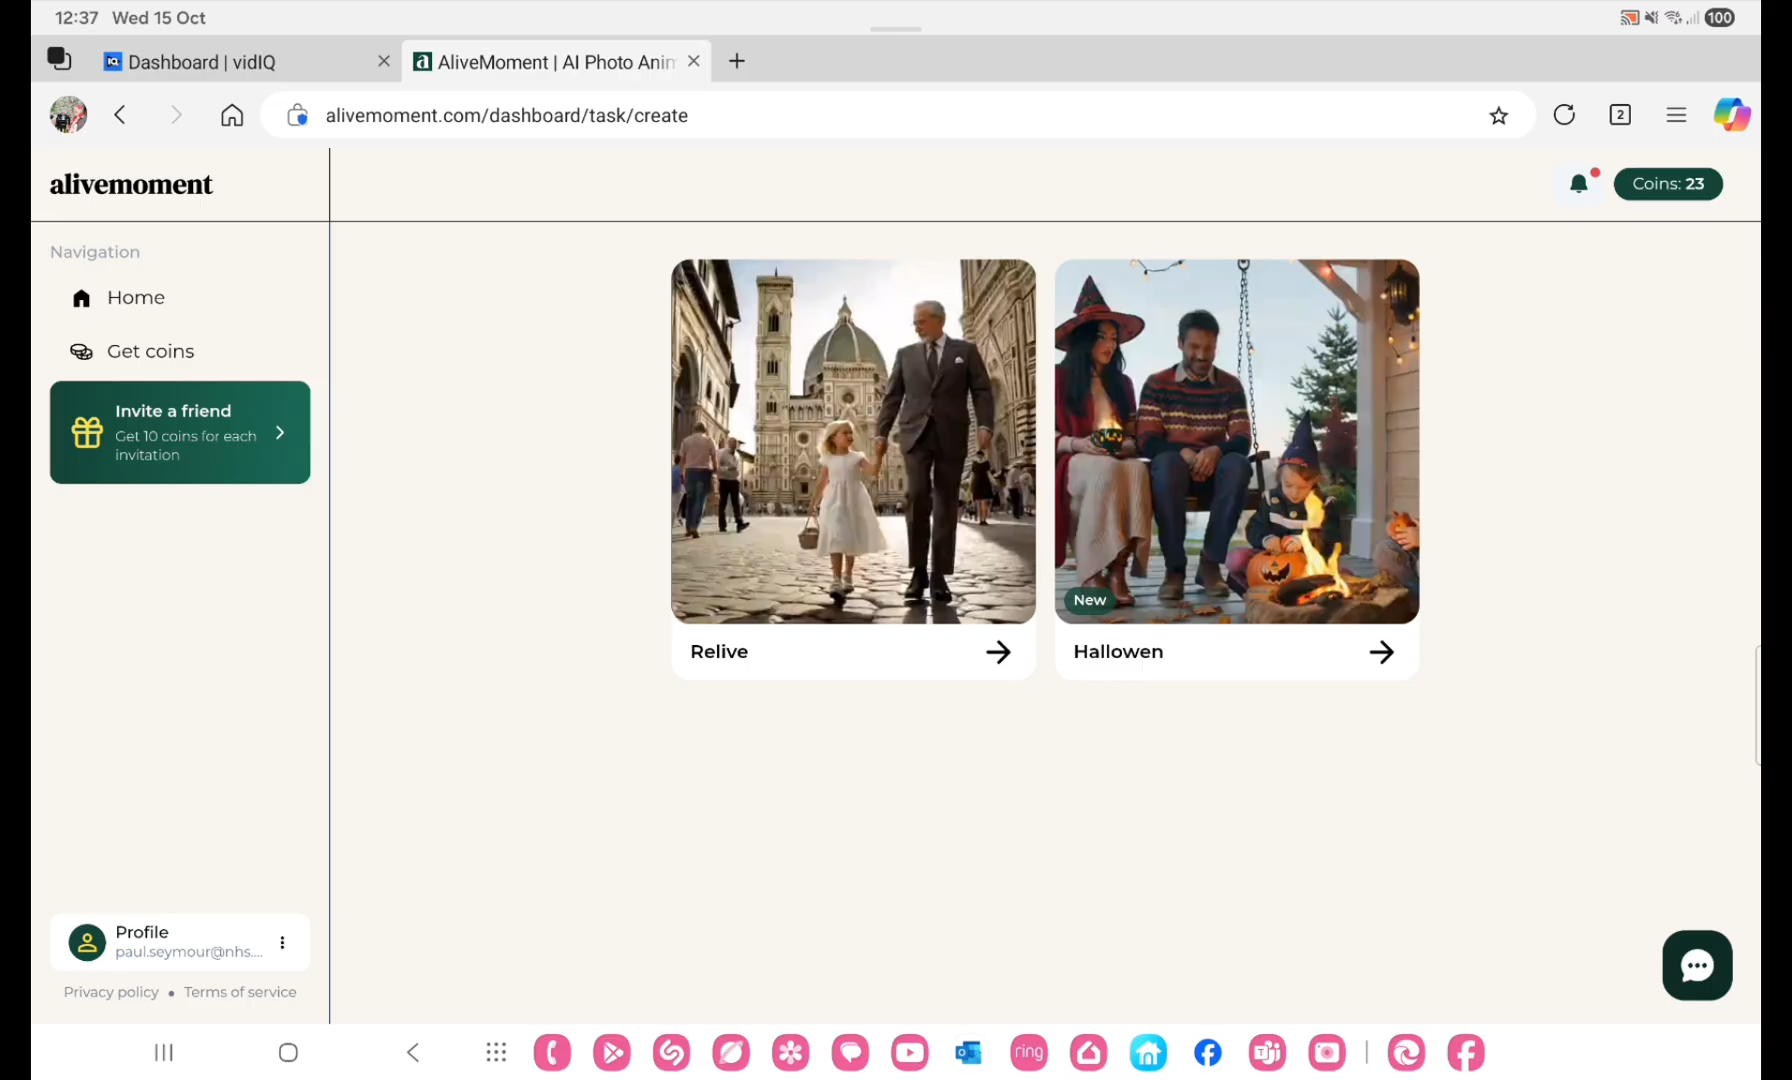 12:37 Wed 15 Oct
100
Dashboard | vidIQ
AliveMoment | AI Photo Anim
alivemoment.com/dashboard/task/create
2
alivemoment
Coins: 23
Navigation
Home
Get coins
Invite a friend
Get 10 coins for each
invitation
New
Relive
Hallowen
Profile
paul.seymour@nhs....
Privacy policy • Terms of service
ring